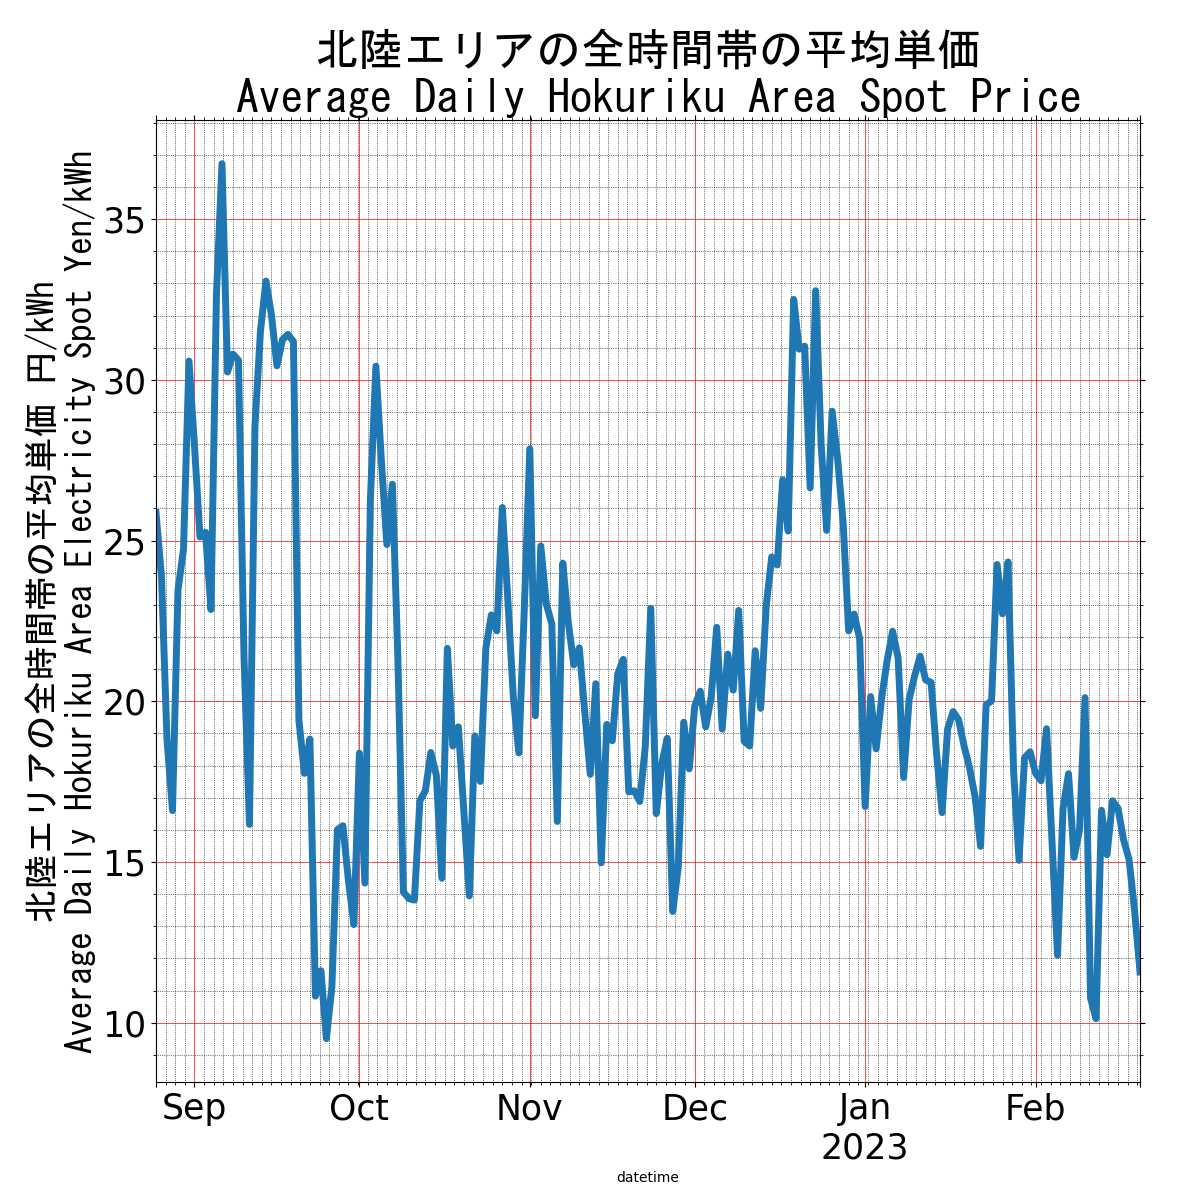 北陸エリアの全時間帯の平均単価
Average Daily Hokuriku Area Spot Price
北陸エリアの全時間帯の平均単価 円/kWh
Average Daily Hokuriku Area Electricity Spot Yen/kWh
35
30
25
20
15
10
Sep
Oct
Nov
Dec
Jan
2023
Feb
datetime